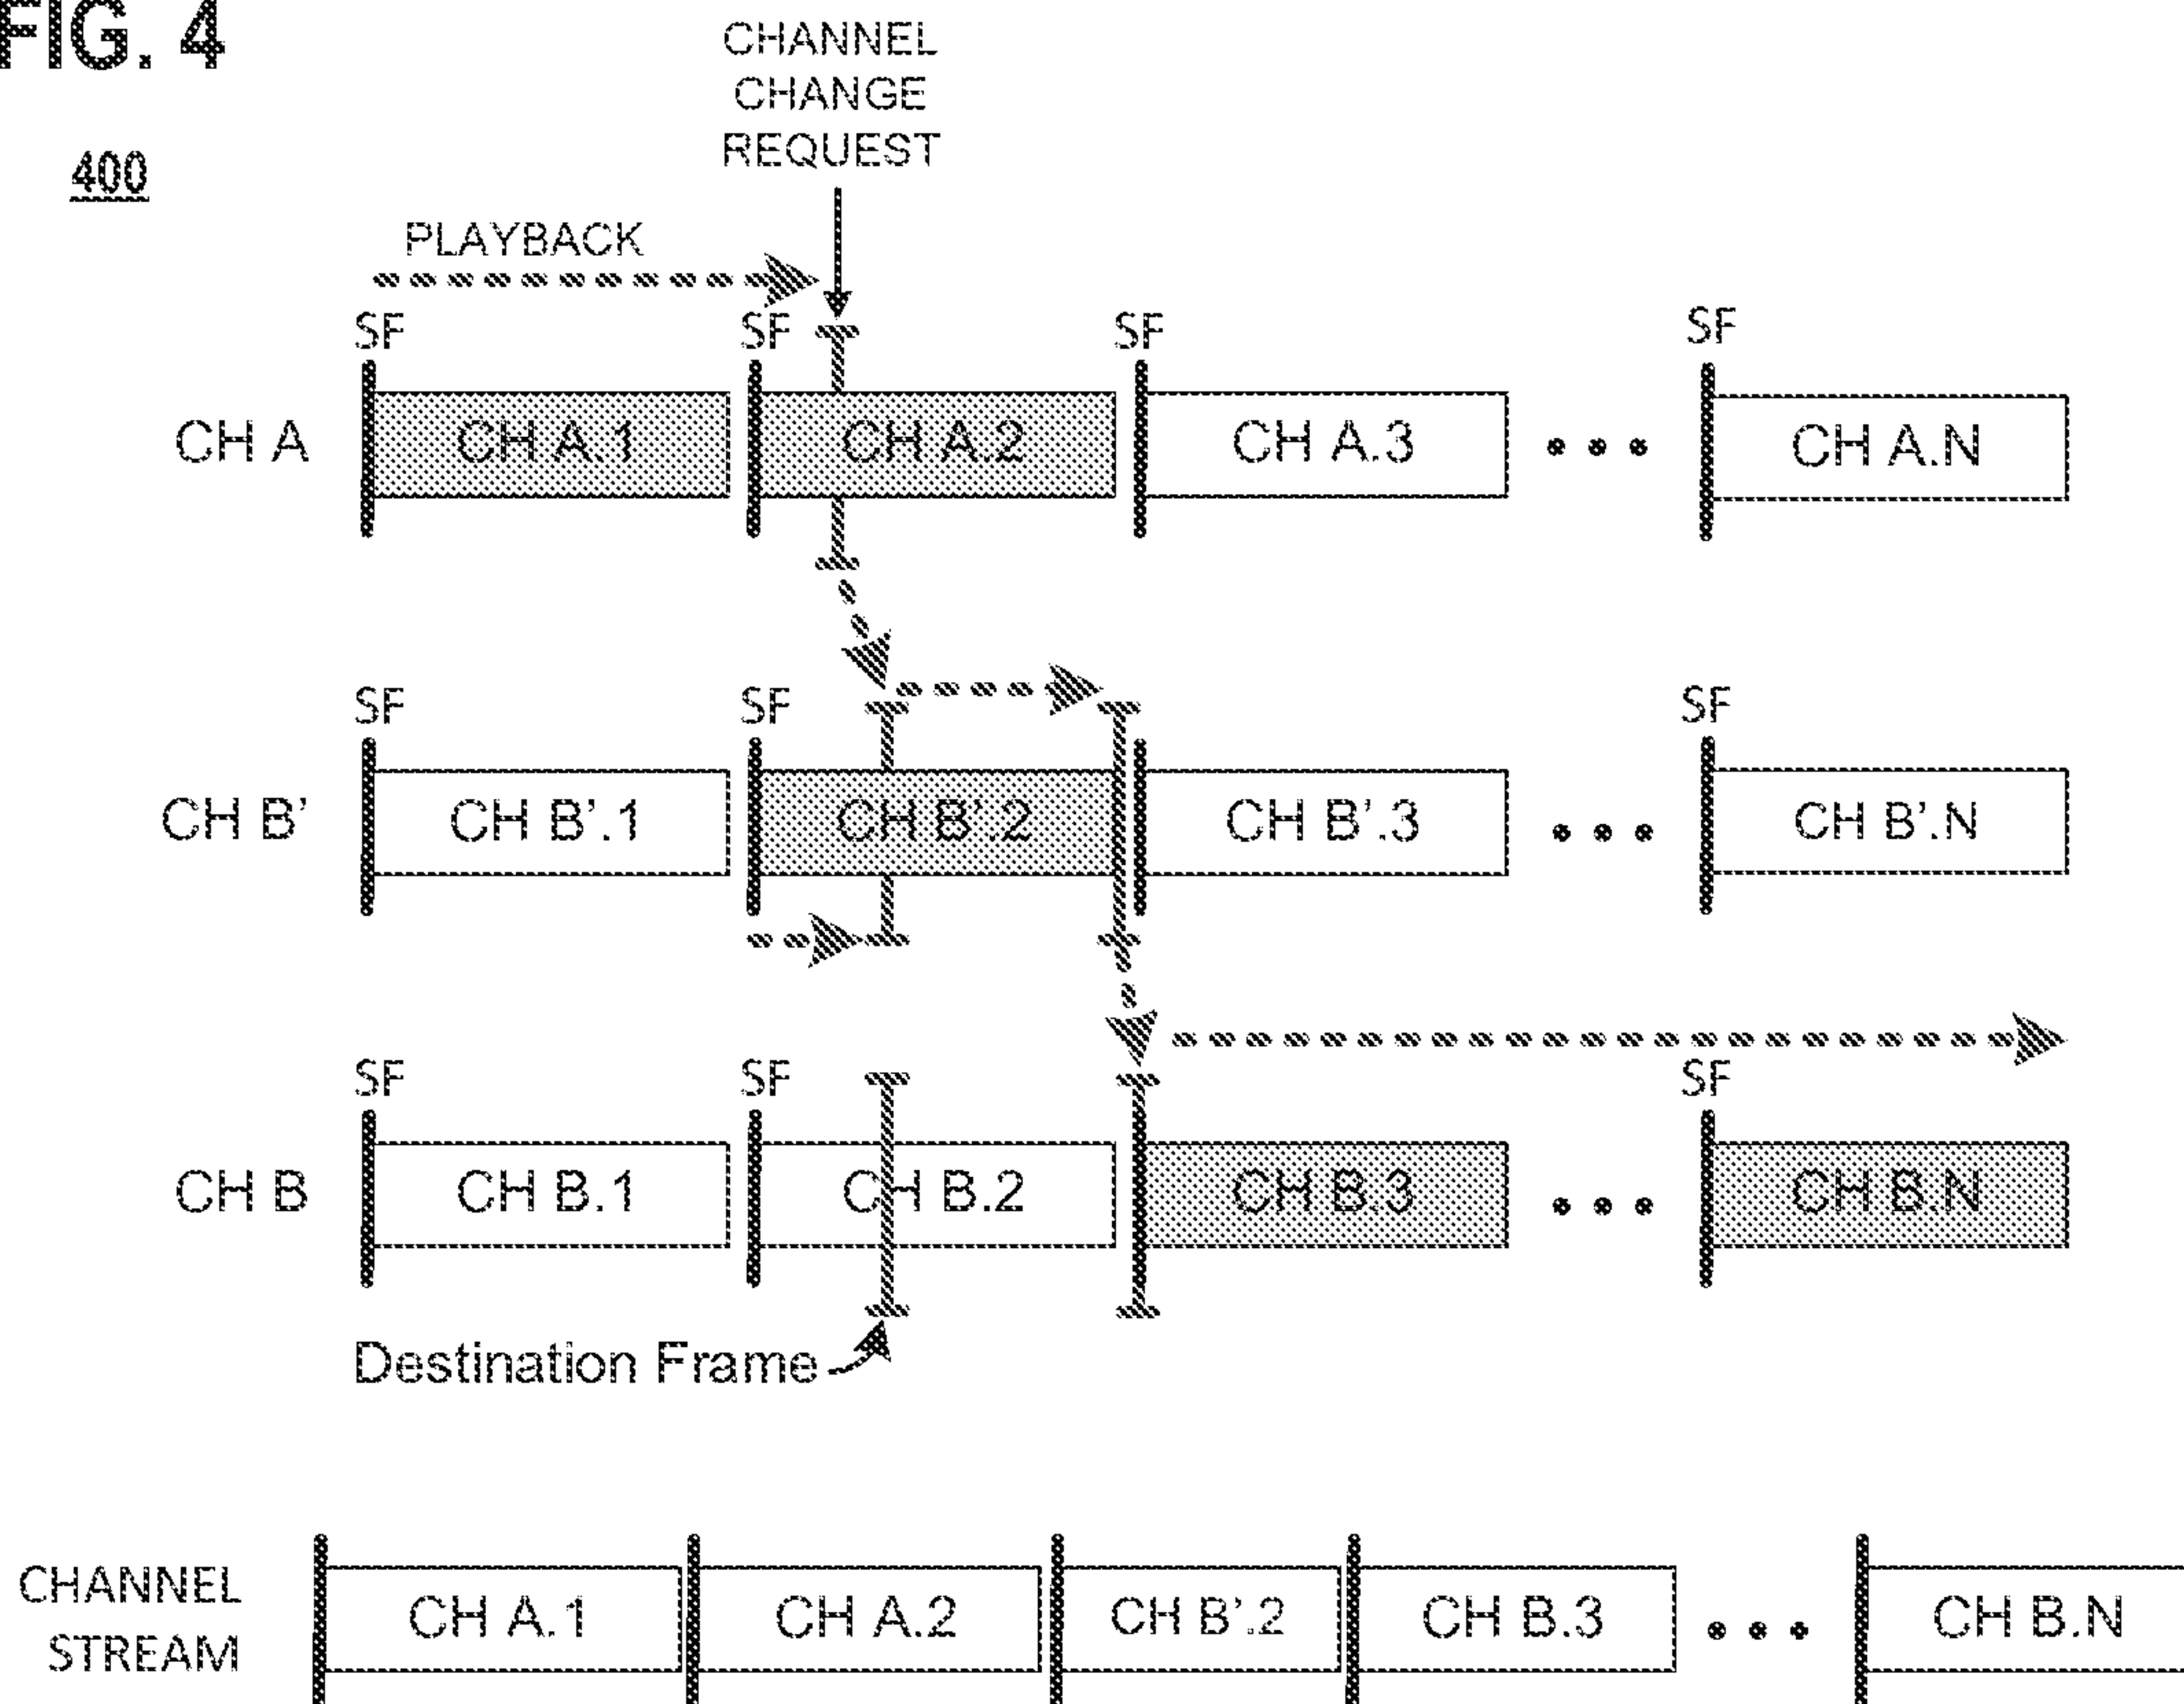 FIG. 4
400
CHANNEL
CHANGE
REQUEST
PLAYBACK
SF SF SF SF
CH A CH A.1 CH A.2 CH A.3 ••• CH A.N
SF SF SF
CH B' CH B'.1 CH B'.2 CH B'.3 ••• CH B'.N
SF SF SF
CH B CH B.1 CH B.2 CH B.3 ••• CH B.N
Destination Frame
CHANNEL
STREAM
CH A.1 CH A.2 CH B'.2 CH B.3 ••• CH B.N